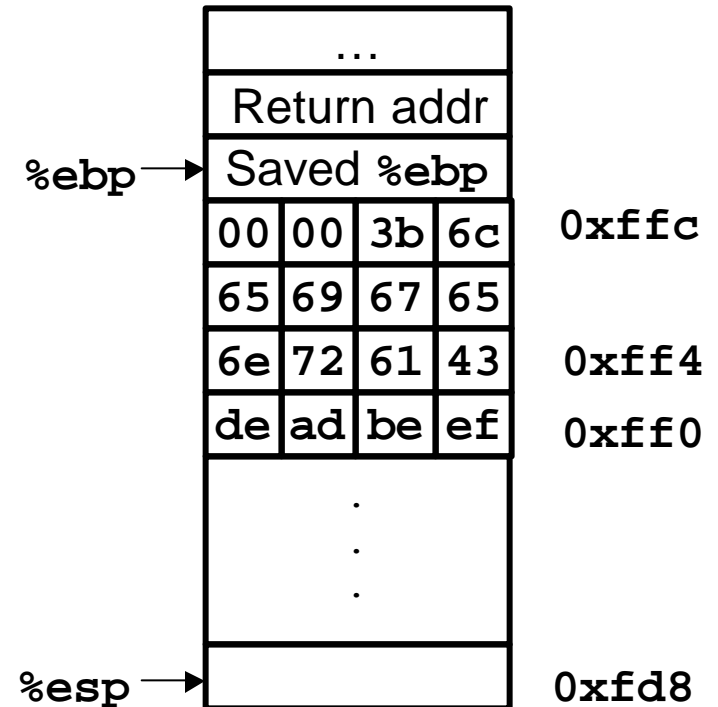 …
Return addr
%ebp Saved %ebp
00 00 3b 6c 0xffc
65 69 67 65
6e 72 61 43 0xff4
de ad be ef 0xff0
.
.
.
%esp 0xfd8